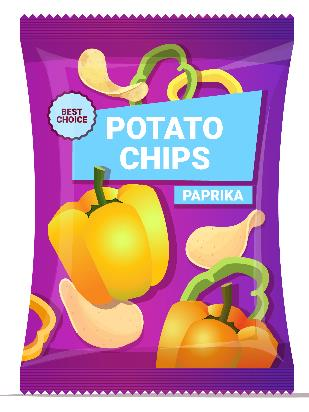 BEST
CHOICE
POTATO
CHIPS
PAPRIKA